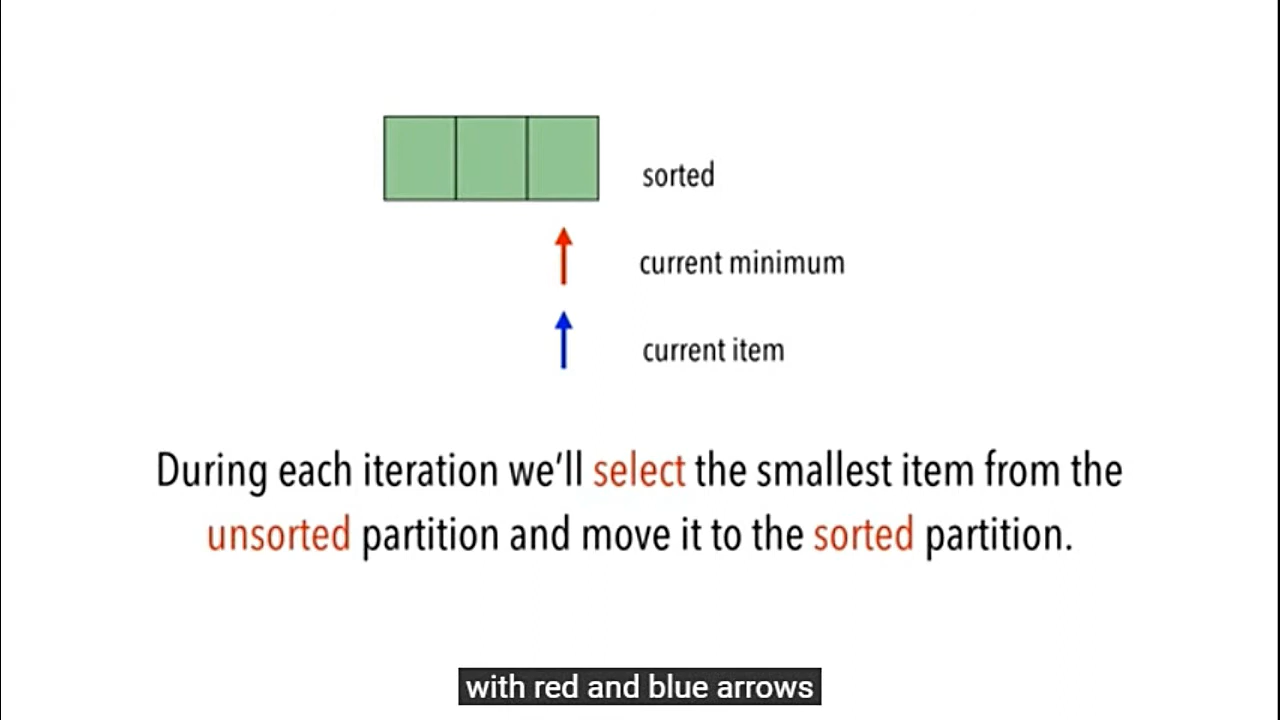 sorted
current minimum
current item
During each iteration we’ll select the smallest item from the
unsorted partition and move it to the sorted partition.
with red and blue arrows